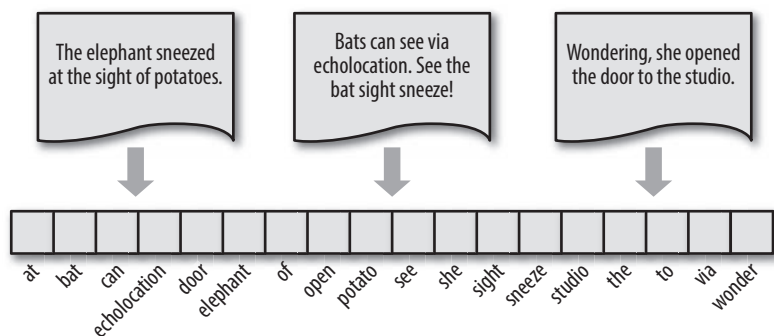 The elephant sneezed
at the sight of potatoes.
Bats can see via
echolocation. See the
bat sight sneeze!
Wondering, she opened
the door to the studio.
at
bat
can
echolocation
door
elephant
of
open
potato
see
she
sight
sneeze
studio
the
to
via
wonder